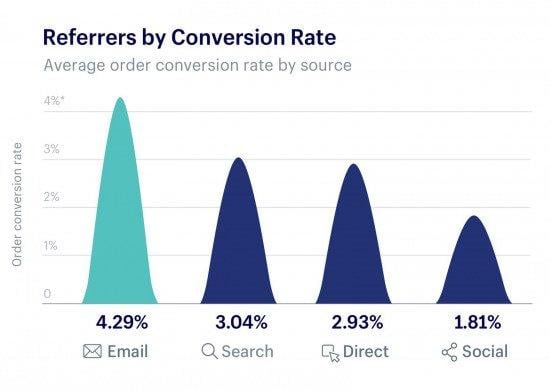 Referrers by Conversion Rate
Average order conversion rate by source
Order conversion rate
4%*
3%
2%
1%
0
4.29% 3.04% 2.93% 1.81%
Email Search Direct Social